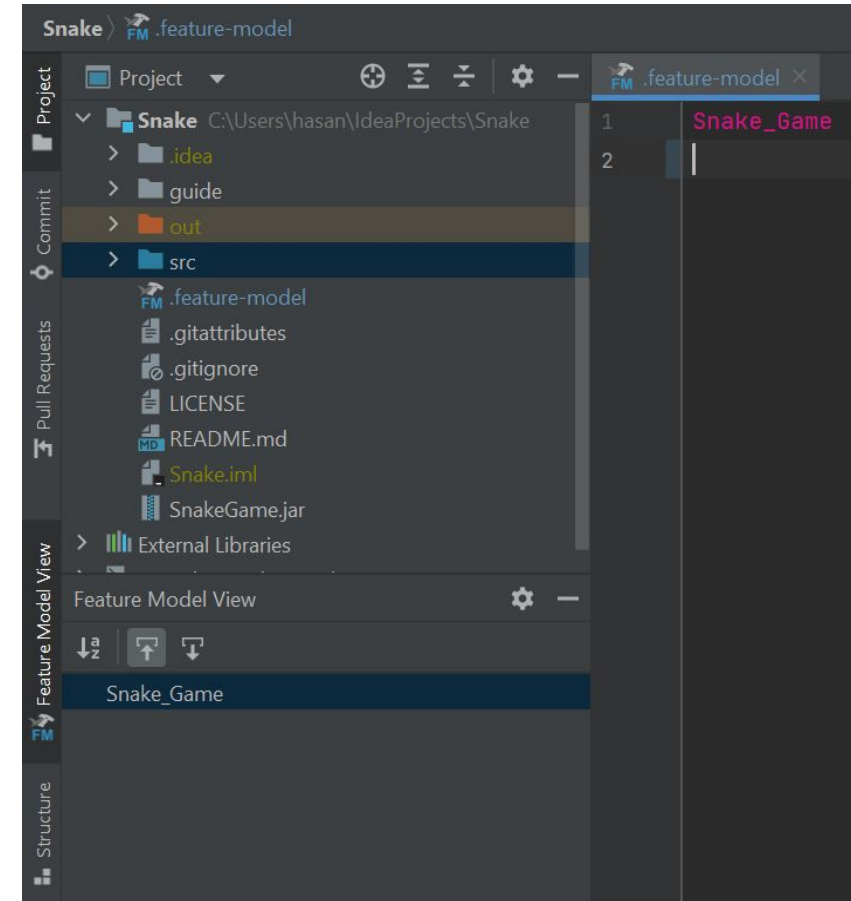 Snake FM .feature-model
Project
FM .feature-model
Snake C:\Users\hasan\IdeaProjects\Snake
.idea
guide
out
src
FM .feature-model
.gitattributes
.gitignore
LICENSE
MD README.md
Snake.iml
SnakeGame.jar
External Libraries
1 Snake_Game
2
Feature Model View
a
z
Snake_Game
Project
Commit
Pull Requests
Feature Model View
FM
Structure